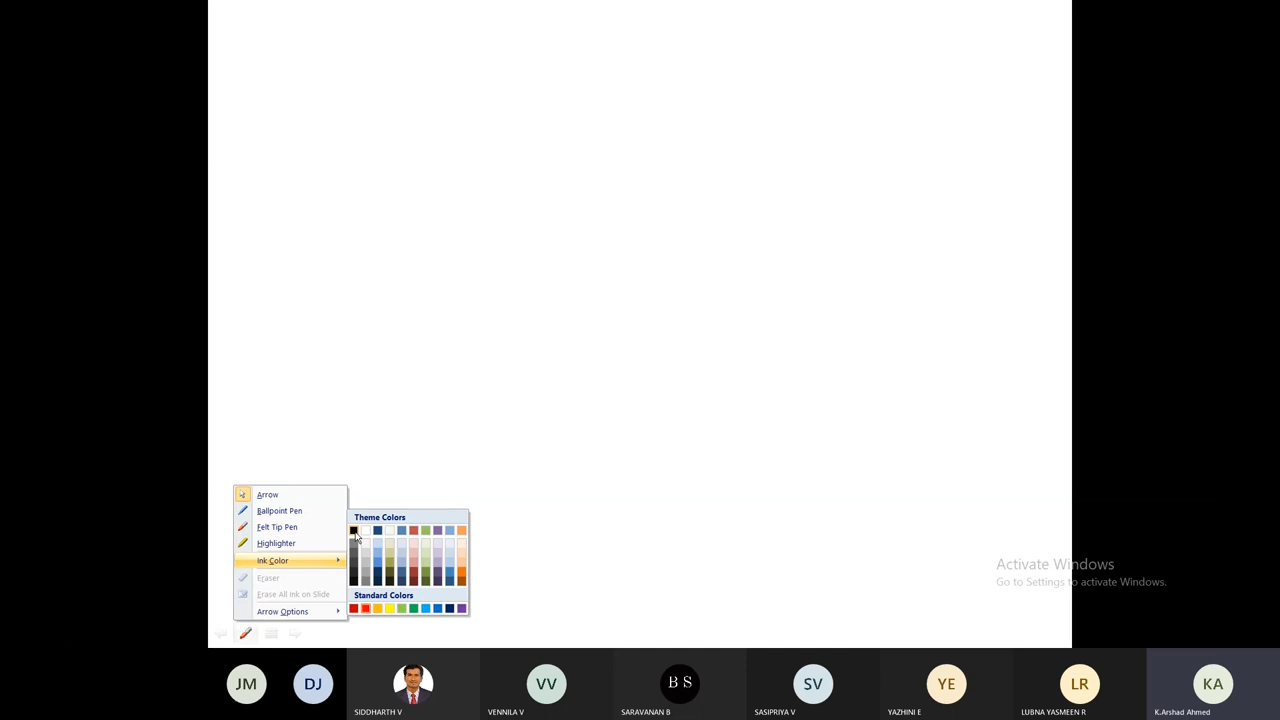 Arrow
Ballpoint Pen
Felt Tip Pen
Highlighter
Ink Color
Eraser
Erase All Ink on Slide
Arrow Options
Theme Colors
Standard Colors
Activate Windows
Go to Settings to activate Windows.
JM
DJ
SIDDHARTH V
VV
VENNILA V
B S
SARAVANAN B
SV
SASIPRIYA V
YE
YAZHINI E
LR
LUBNA YASMEEN R
KA
K.Arshad Ahmed